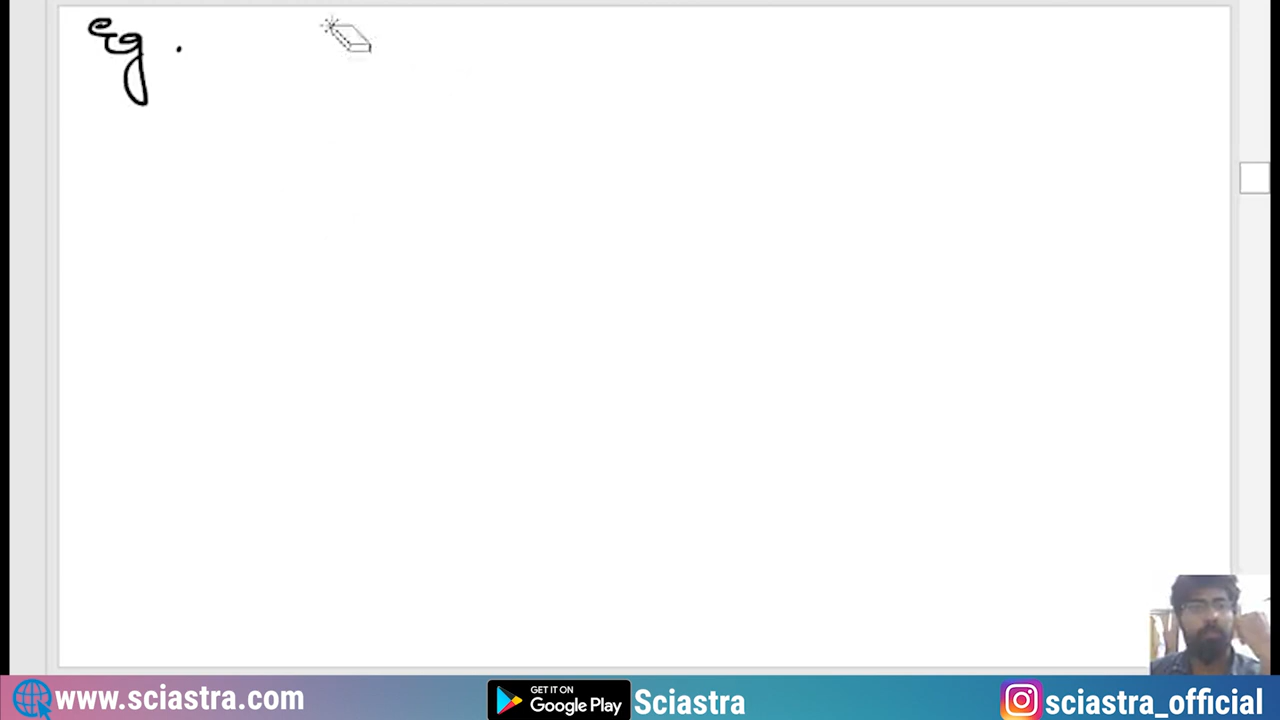 eg .
www.sciastra.com
GET IT ON
Google Play
Sciastra
sciastra_official